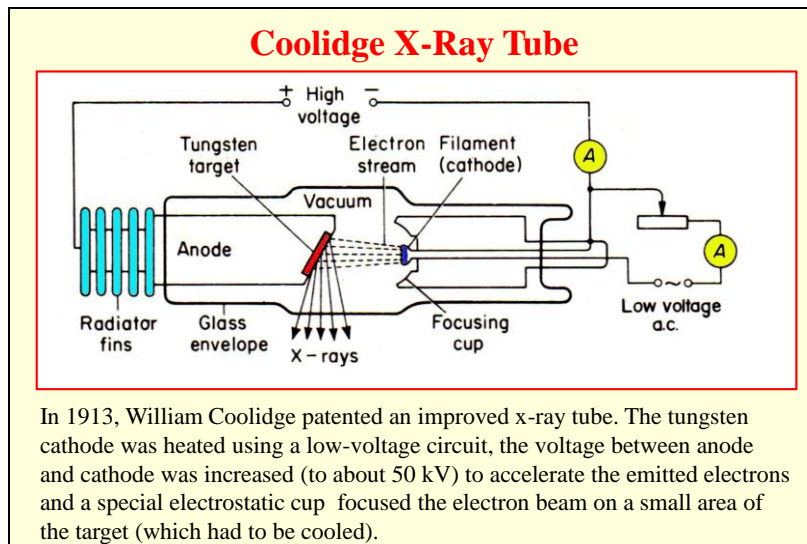 Coolidge X-Ray Tube
+ High voltage −
Tungsten
target
Electron
stream
Filament
(cathode)
A
Vacuum
Anode
A
Radiator
fins
Glass
envelope
X-rays
Focusing
cup
Low voltage
a.c.
In 1913, William Coolidge patented an improved x-ray tube. The tungsten
cathode was heated using a low-voltage circuit, the voltage between anode
and cathode was increased (to about 50 kV) to accelerate the emitted electrons
and a special electrostatic cup focused the electron beam on a small area of
the target (which had to be cooled).